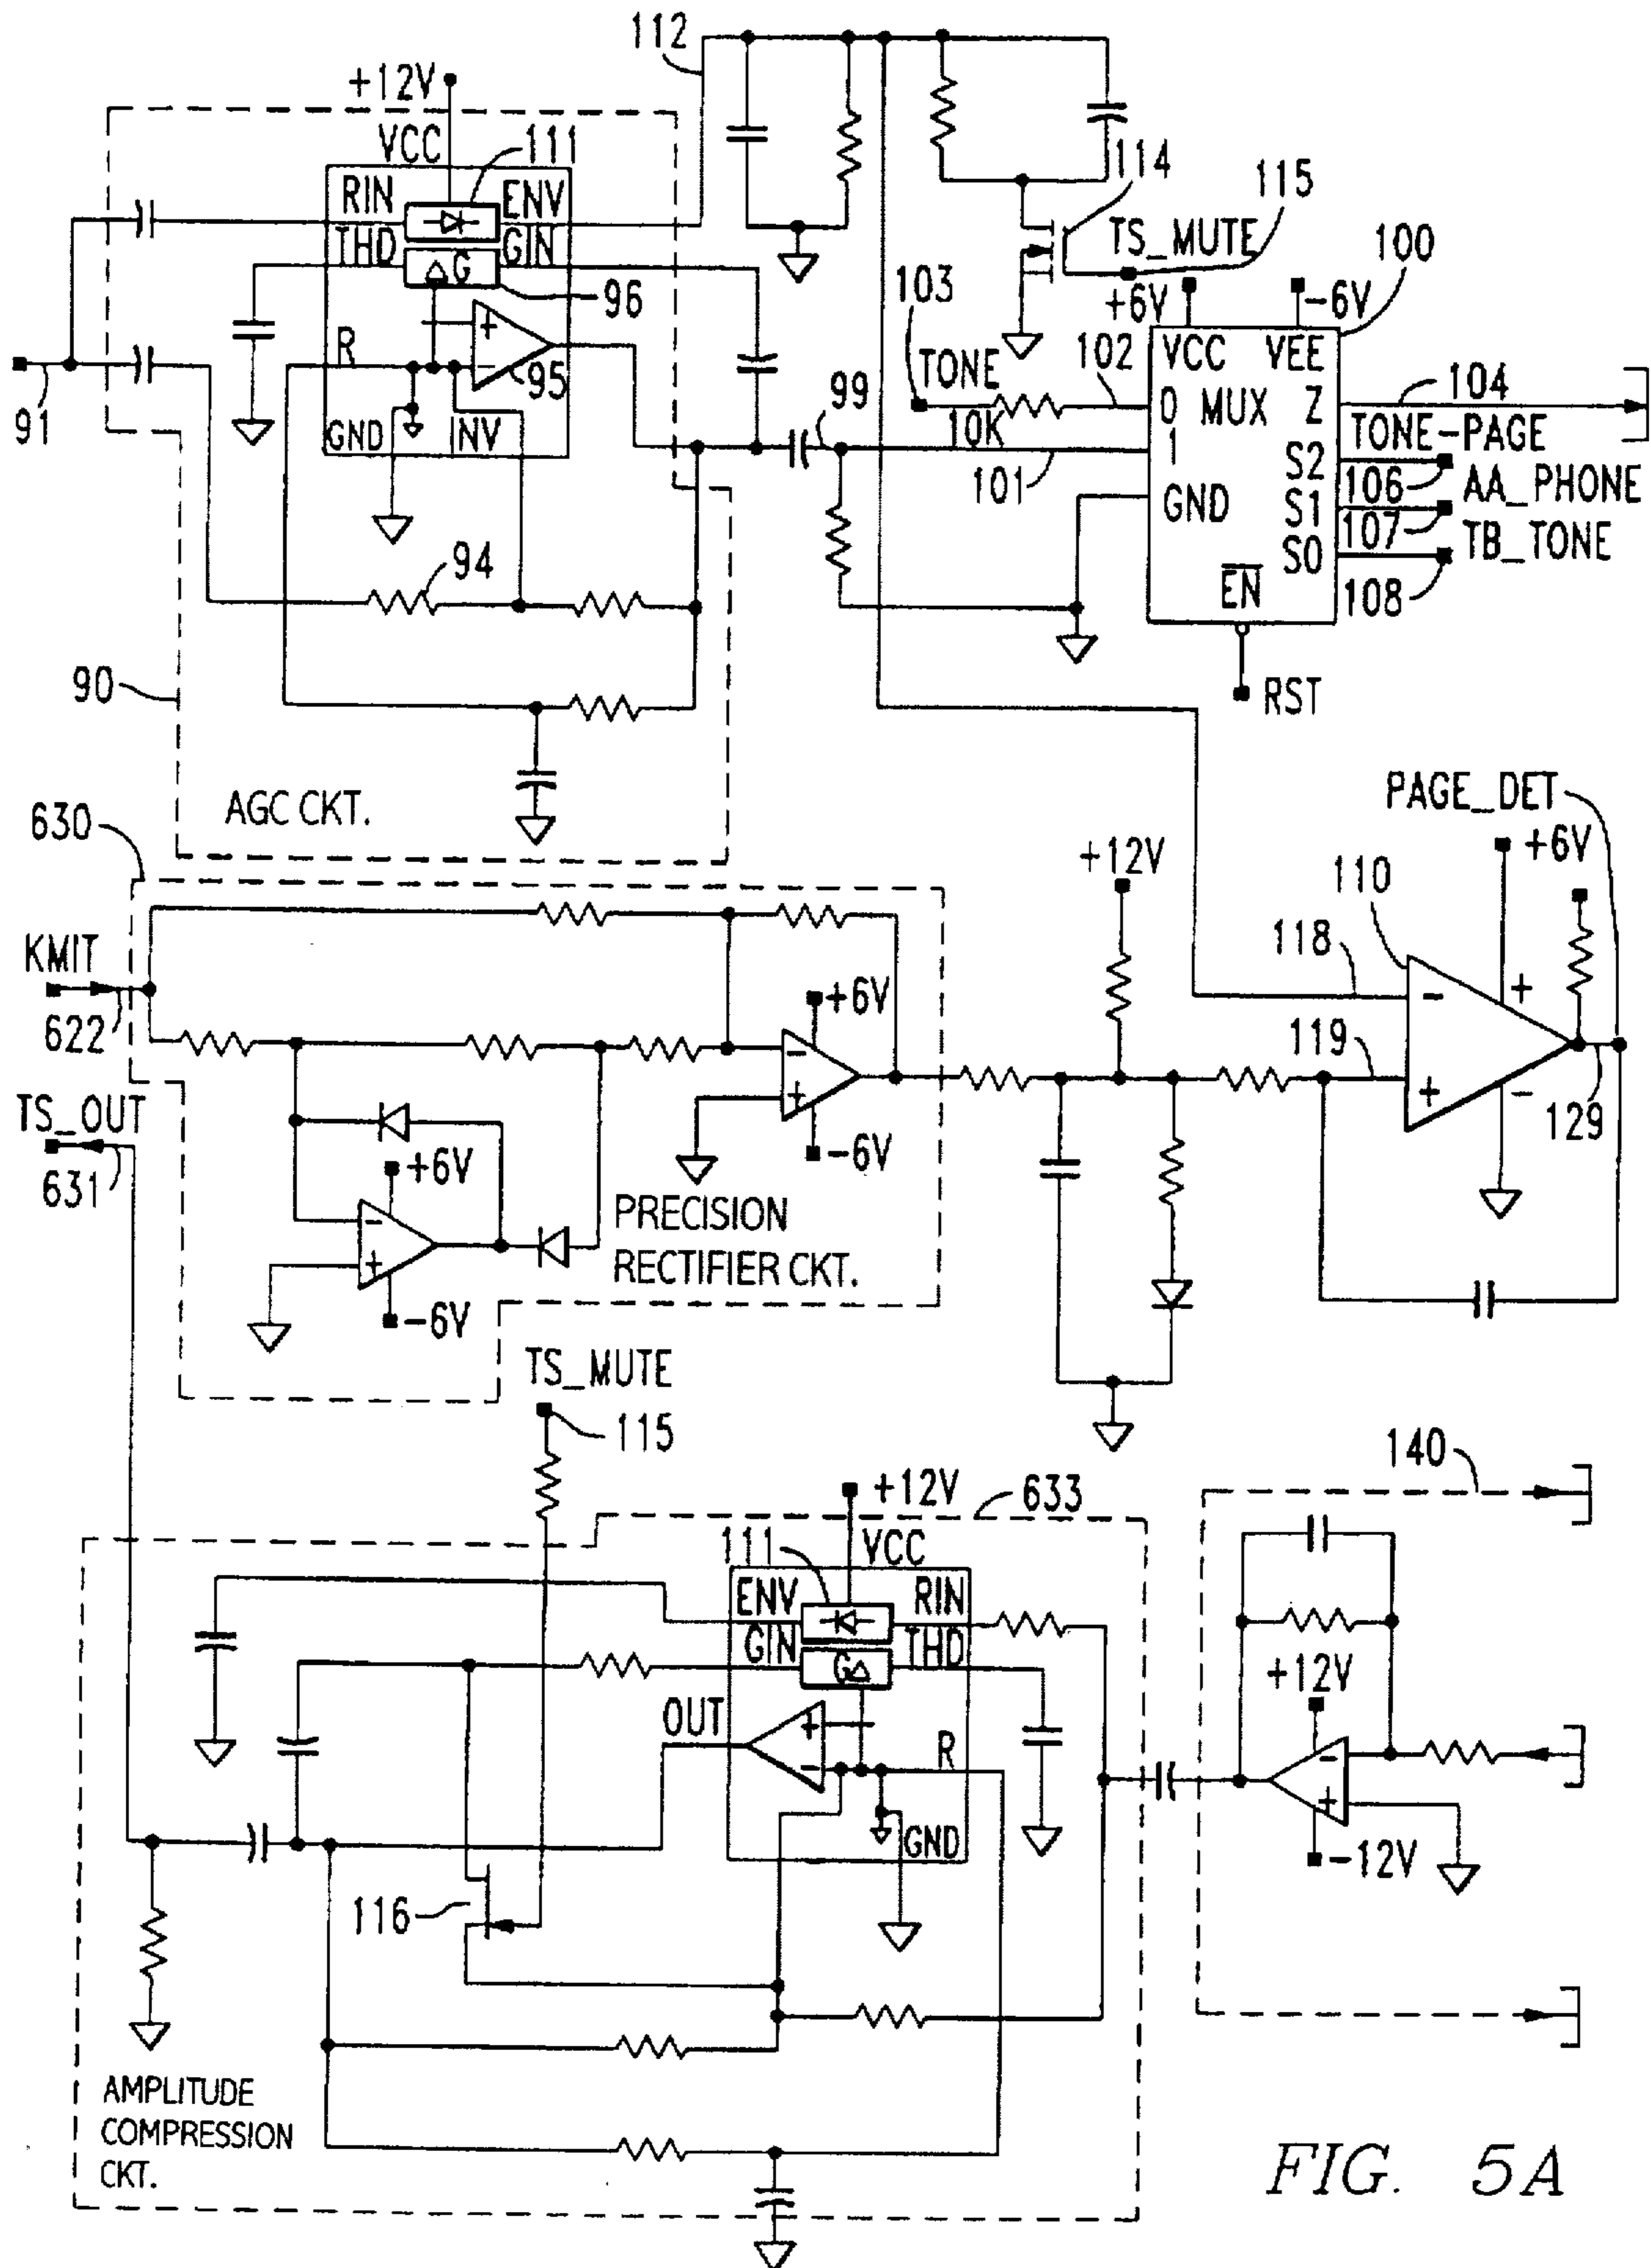 112
+12V
VCC
111
RIN
ENV
THD
GIN
G
96
R
+
-
95
GND
INV
91
94
90
AGC CKT.
114
115
TS_MUTE
100
103
+6V
-6V
TONE
102
VCC VEE
104
0 MUX Z
10K
99
101
1
TONE-PAGE
S2
106
AA_PHONE
GND
S1
107
TB_TONE
S0
108
EN
RST
630
PAGE_DET
+12V
+6V
110
KMIT
118
622
+6V
-
+
119
-
+
-6V
+
-
129
TS_OUT
631
+6V
-
+
-6V
PRECISION
RECTIFIER CKT.
TS_MUTE
115
140
+12V
633
111
VCC
ENV
RIN
GIN
THD
G
OUT
+
-
R
GND
+12V
-
+
-12V
116
AMPLITUDE
COMPRESSION
CKT.
FIG. 5A